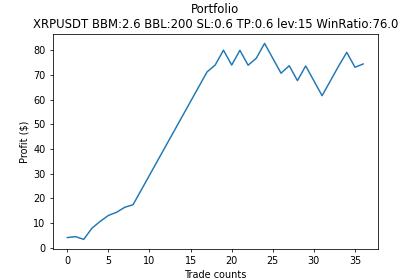 Portfolio
XRPUSDT BBM:2.6 BBL:200 SL:0.6 TP:0.6 lev:15 WinRatio:76.0
80
70
60
50
40
30
20
10
0
Profit ($)
0 5 10 15 20 25 30 35
Trade counts